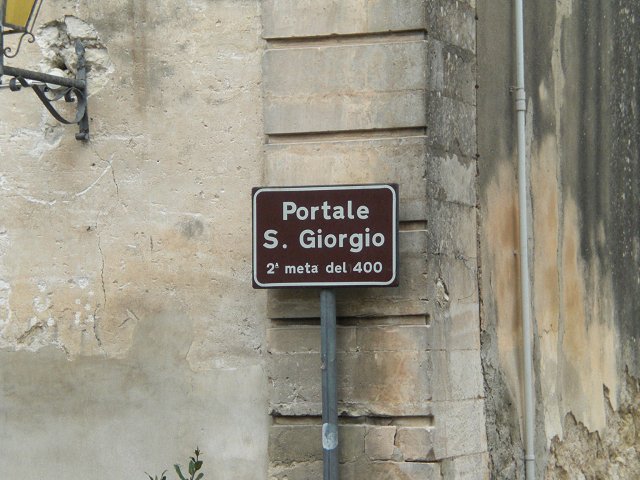 Portale
S. Giorgio
2ª meta del 400